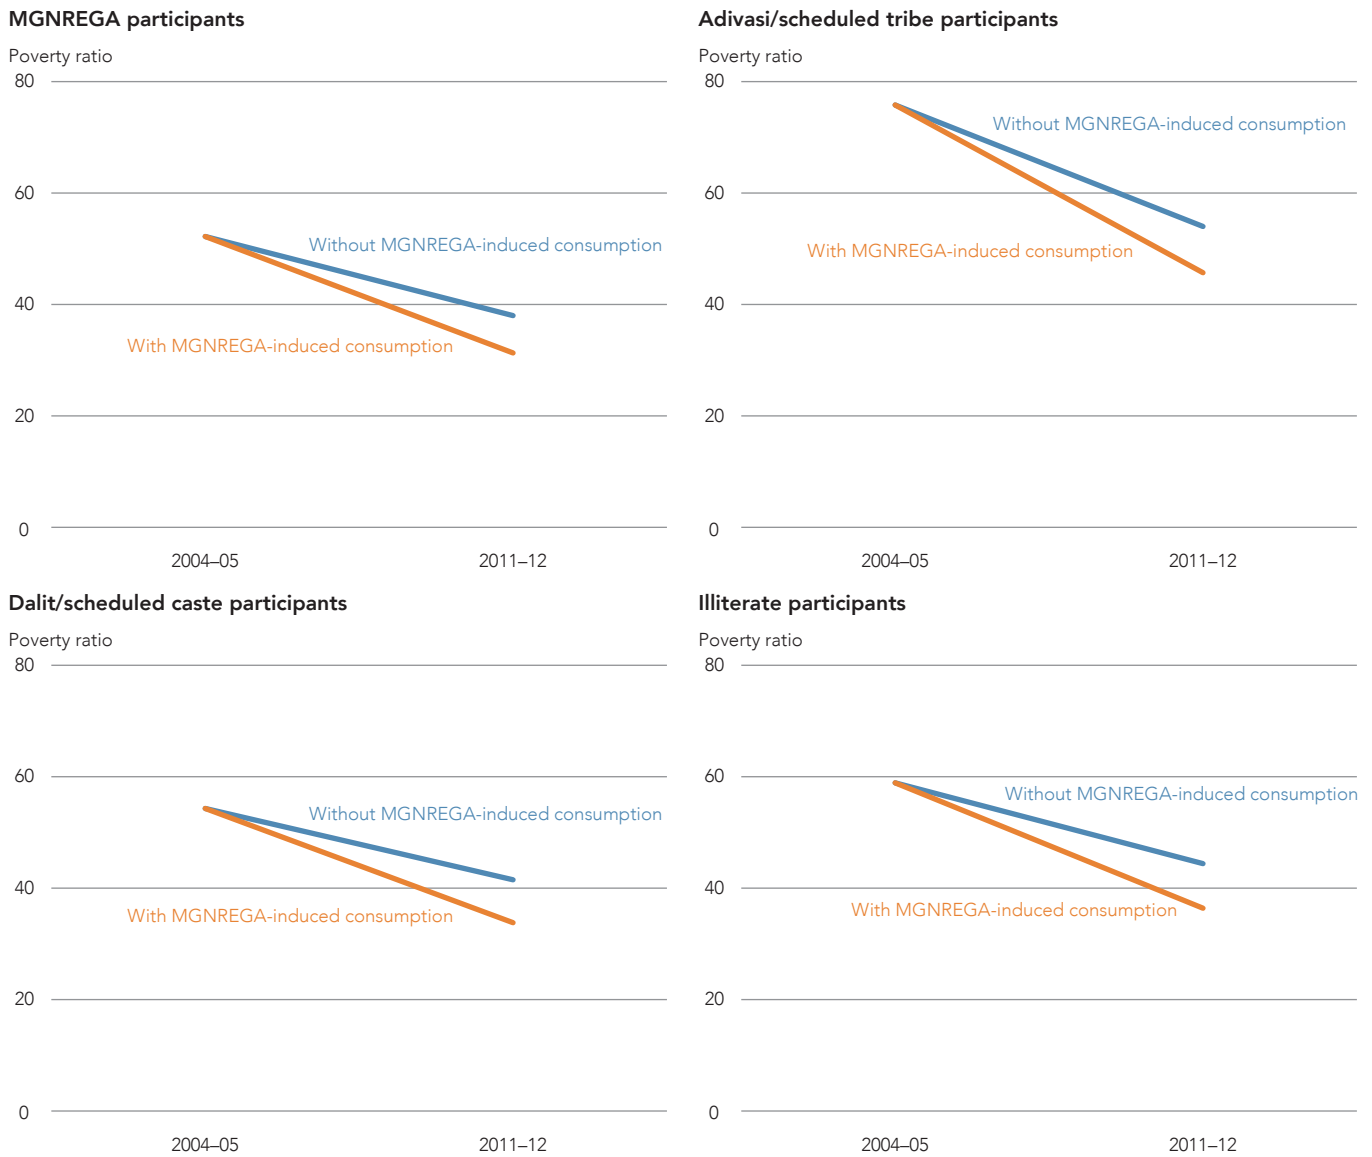 MGNREGA participants
Poverty ratio
80
60
Without MGNREGA-induced consumption
40
With MGNREGA-induced consumption
20
0
2004–05 2011–12
Adivasi/scheduled tribe participants
Poverty ratio
80
Without MGNREGA-induced consumption
60
With MGNREGA-induced consumption
40
20
0
2004–05 2011–12
Dalit/scheduled caste participants
Poverty ratio
80
60
Without MGNREGA-induced consumption
40
With MGNREGA-induced consumption
20
0
2004–05 2011–12
Illiterate participants
Poverty ratio
80
60
Without MGNREGA-induced consumption
40
With MGNREGA-induced consumption
20
0
2004–05 2011–12